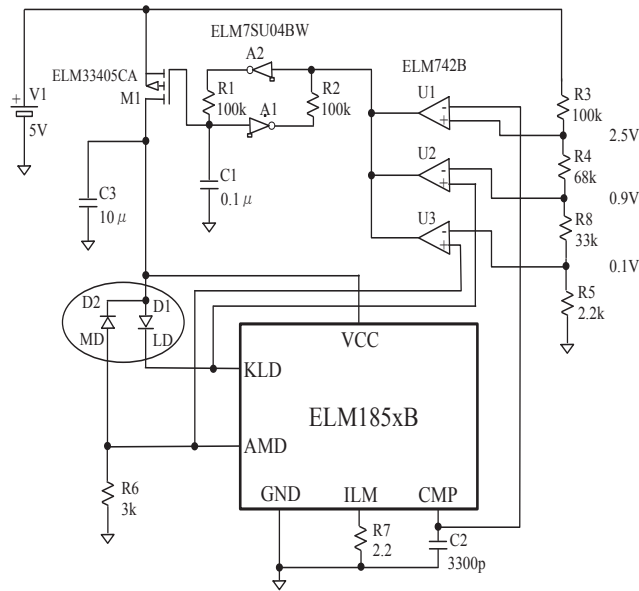 ELM7SU04BW
A2
ELM33405CA
ELM742B
V1
M1
R1
100k
R2
100k
U1
-
+
R3
100k
+
5V
A1
2.5V
U2
-
+
R4
68k
C3
10μ
C1
0.1μ
0.9V
U3
-
+
R8
33k
0.1V
R5
2.2k
D2
D1
MD
LD
VCC
KLD
ELM185xB
AMD
R6
3k
GND
ILM
CMP
R7
2.2
C2
3300p